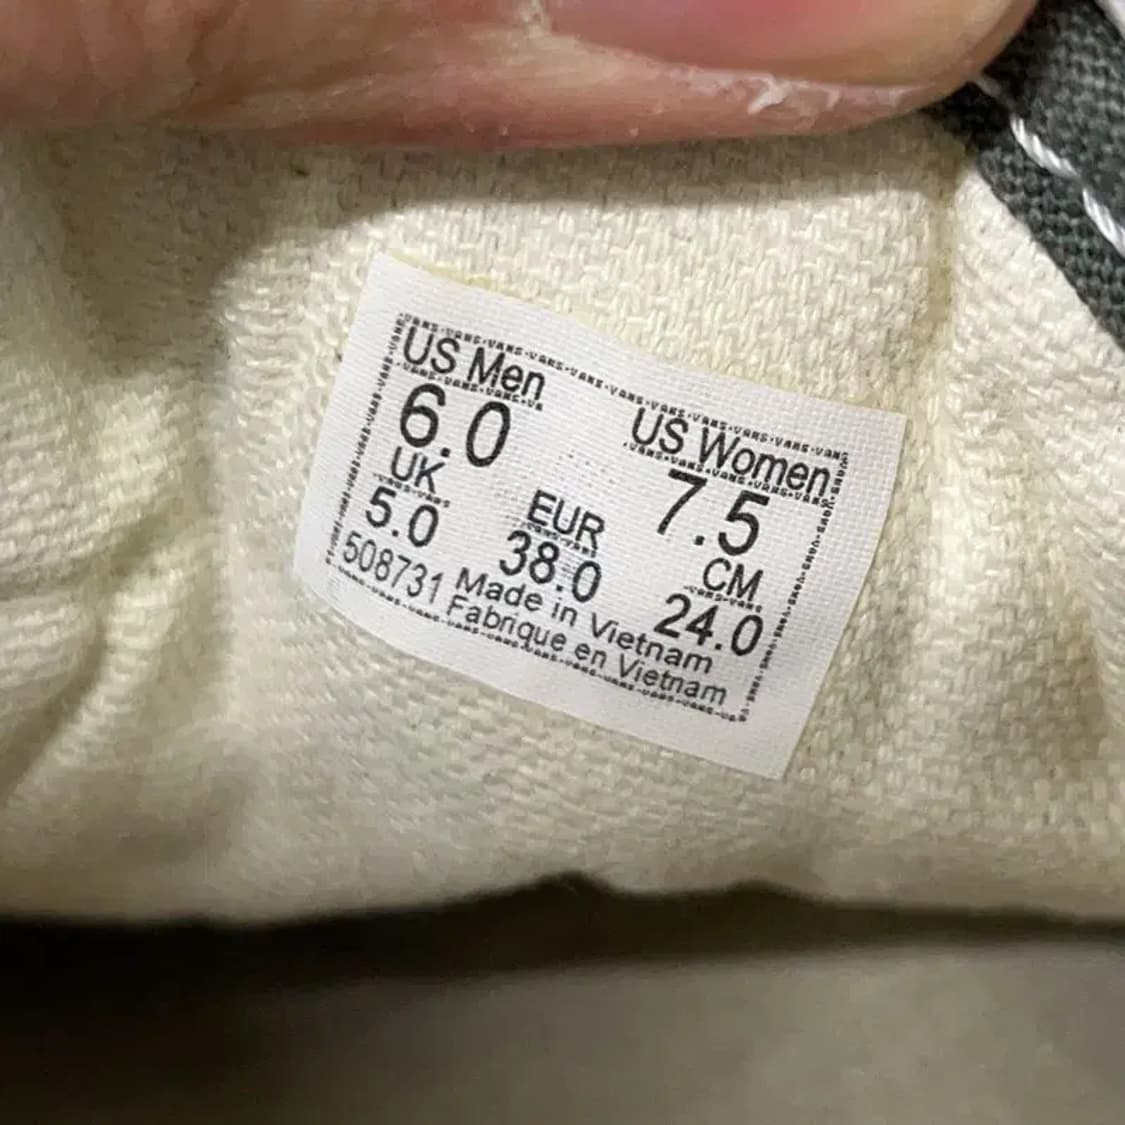 US Men
US Women
6.0
7.5
UK
EUR
CM
5.0
38.0
24.0
508731
Made in Vietnam
Fabrique en Vietnam